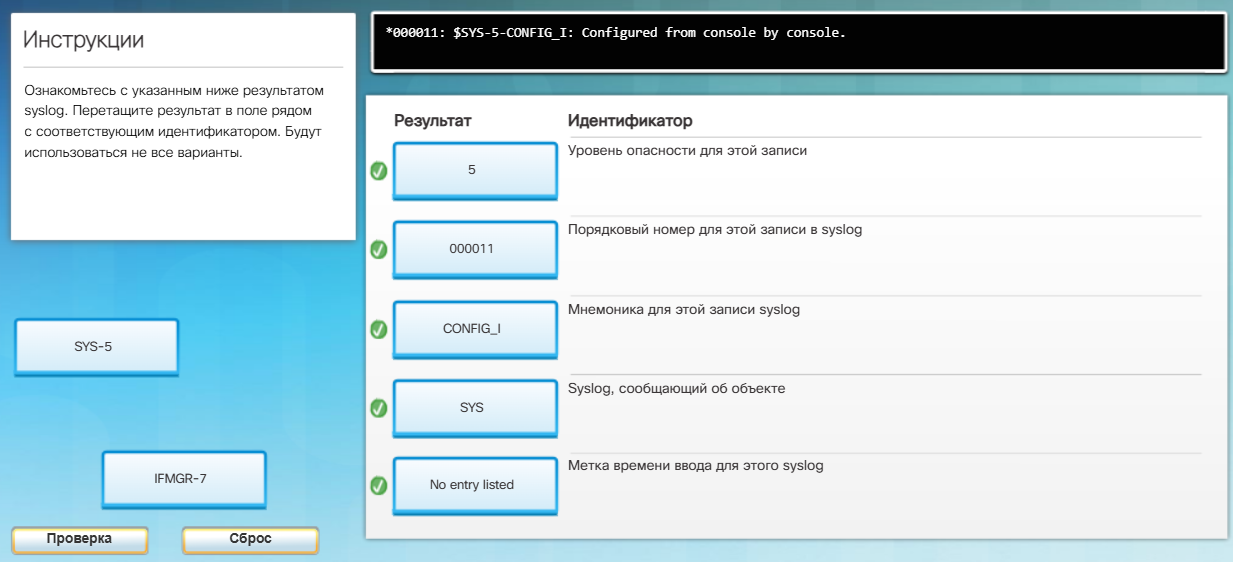 Инструкции
Ознакомьтесь с указанным ниже результатом
syslog. Перетащите результат в поле рядом
с соответствующим идентификатором. Будут
использоваться не все варианты.
SYS-5
IFMGR-7
Проверка
Сброс
*000011: $SYS-5-CONFIG_I: Configured from console by console.
Результат
Идентификатор
5
Уровень опасности для этой записи
000011
Порядковый номер для этой записи в syslog
CONFIG_I
Мнемоника для этой записи syslog
SYS
Syslog, сообщающий об объекте
No entry listed
Метка времени ввода для этого syslog